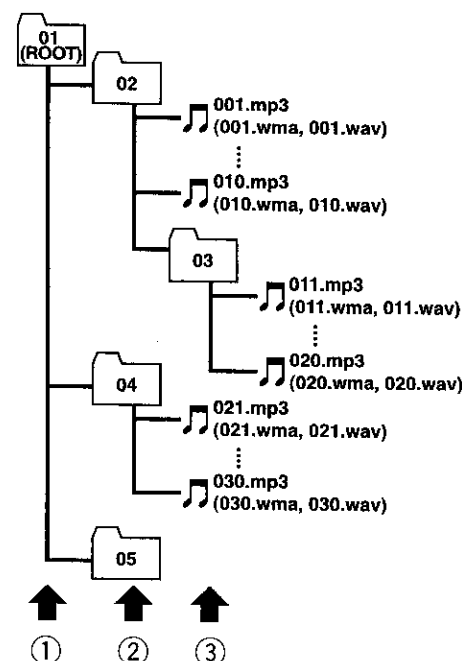 01
(ROOT)
02
001.mp3
(001.wma, 001.wav)
010.mp3
(010.wma, 010.wav)
03
011.mp3
(011.wma, 011.wav)
020.mp3
(020.wma, 020.wav)
04
021.mp3
(021.wma, 021.wav)
030.mp3
(030.wma, 030.wav)
05
① ② ③